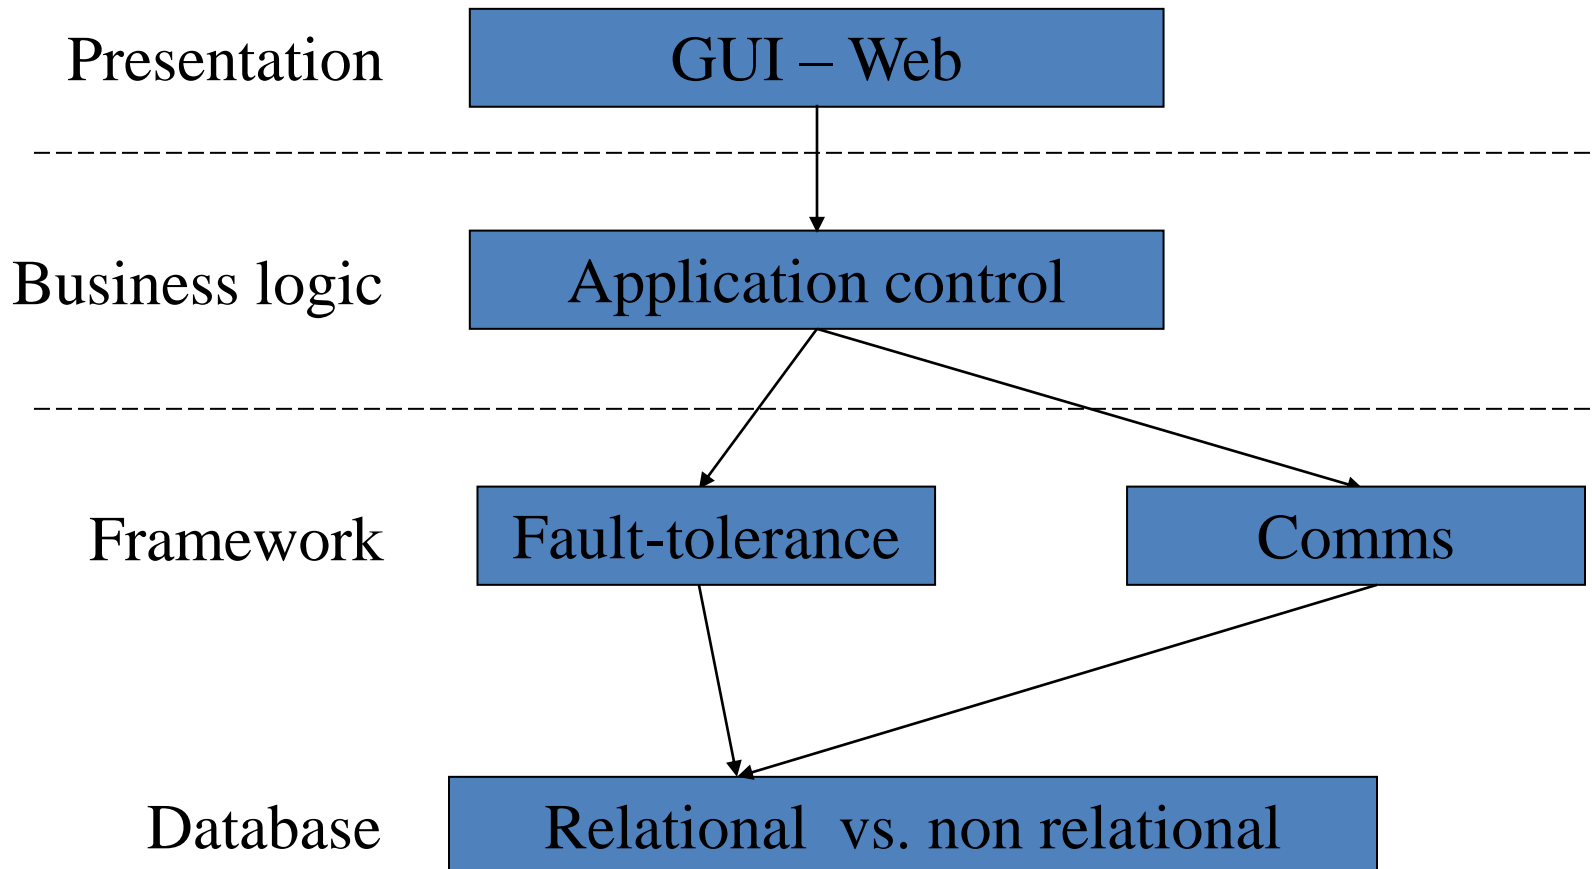 Presentation
GUI – Web
Business logic
Application control
Framework
Fault-tolerance
Comms
Database
Relational  vs. non relational